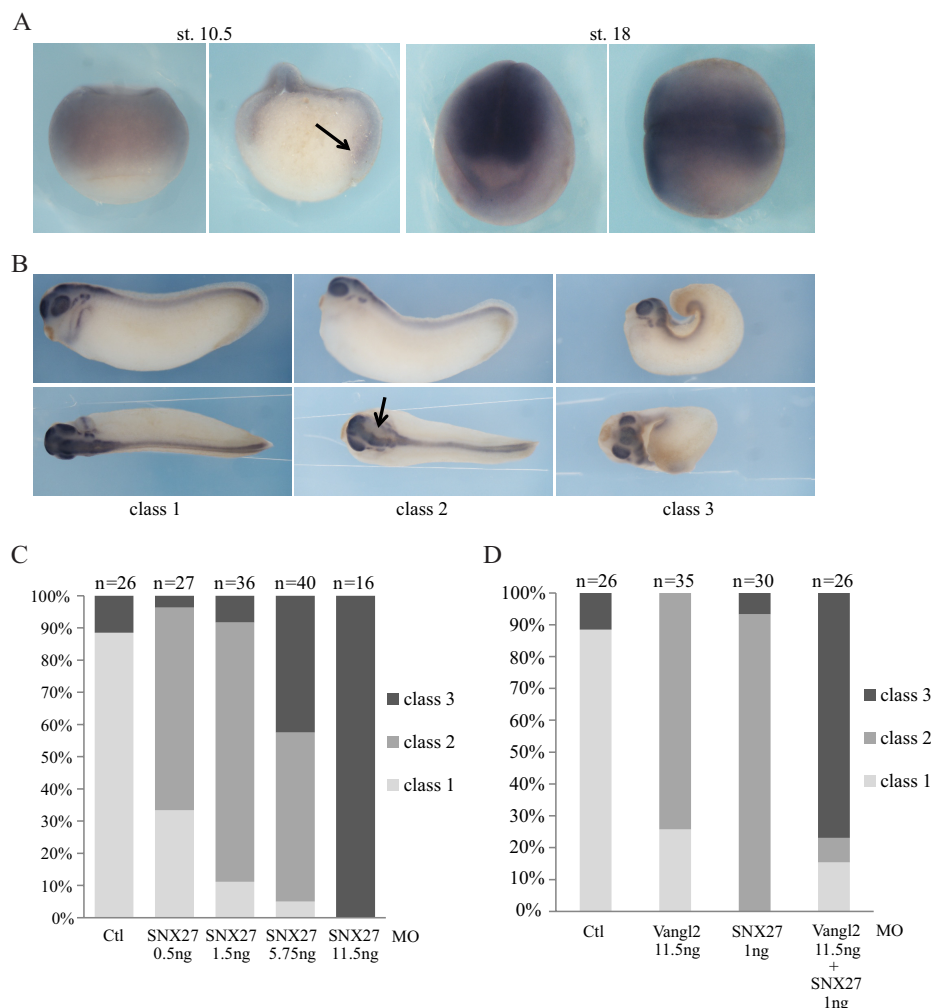 A
st. 10.5
st. 18
B
class 1
class 2
class 3
C
n=26 n=27 n=36 n=40 n=16
100%
90%
80%
70%
60%
50%
40%
30%
20%
10%
0%
Ctl SNX27 SNX27 SNX27 SNX27 MO
0.5ng 1.5ng 5.75ng 11.5ng
class 3
class 2
class 1
D
n=26 n=35 n=30 n=26
100%
90%
80%
70%
60%
50%
40%
30%
20%
10%
0%
Ctl Vangl2 SNX27 Vangl2 MO
11.5ng 1ng 11.5ng
+
SNX27
1ng
class 3
class 2
class 1